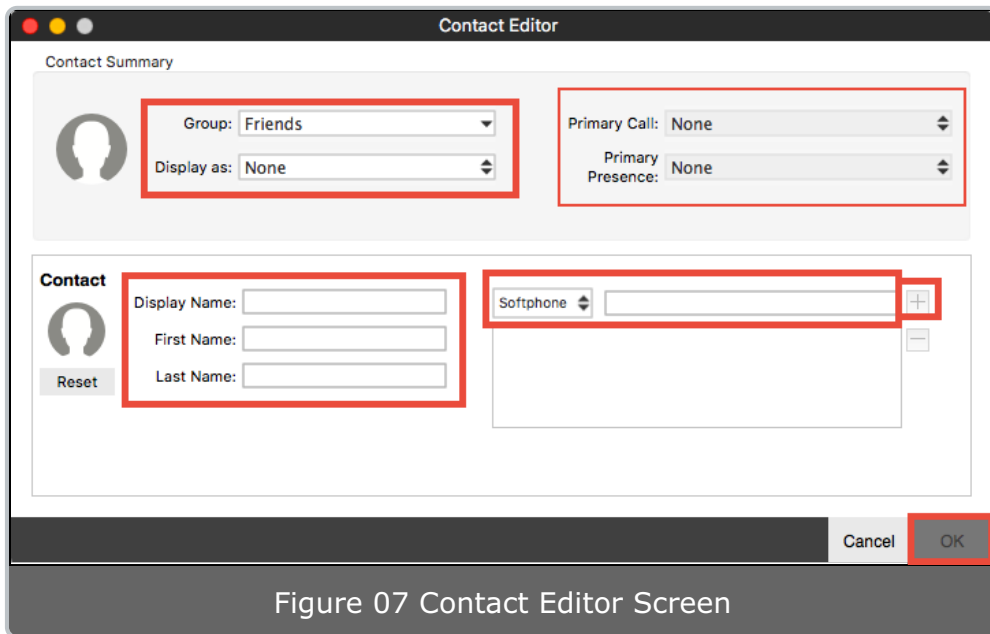 Contact Editor
Contact Summary
Group: Friends
Display as: None
Primary Call: None
Primary
Presence: None
Contact
Reset
Display Name:
First Name:
Last Name:
Softphone
Cancel
OK
Figure 07 Contact Editor Screen